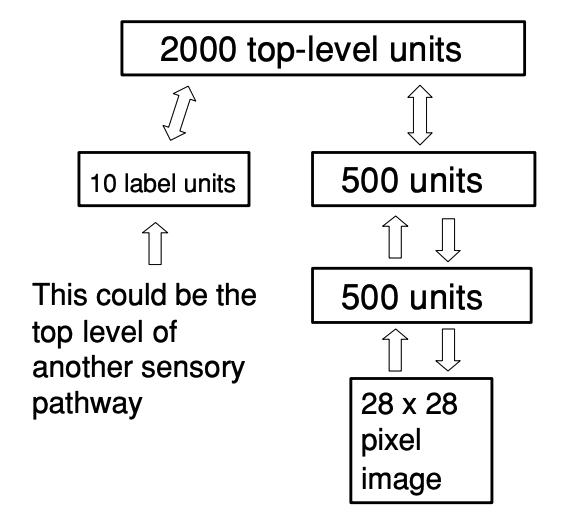 2000 top-level units
10 label units
500 units
This could be the
top level of
another sensory
pathway
500 units
28 x 28
pixel
image